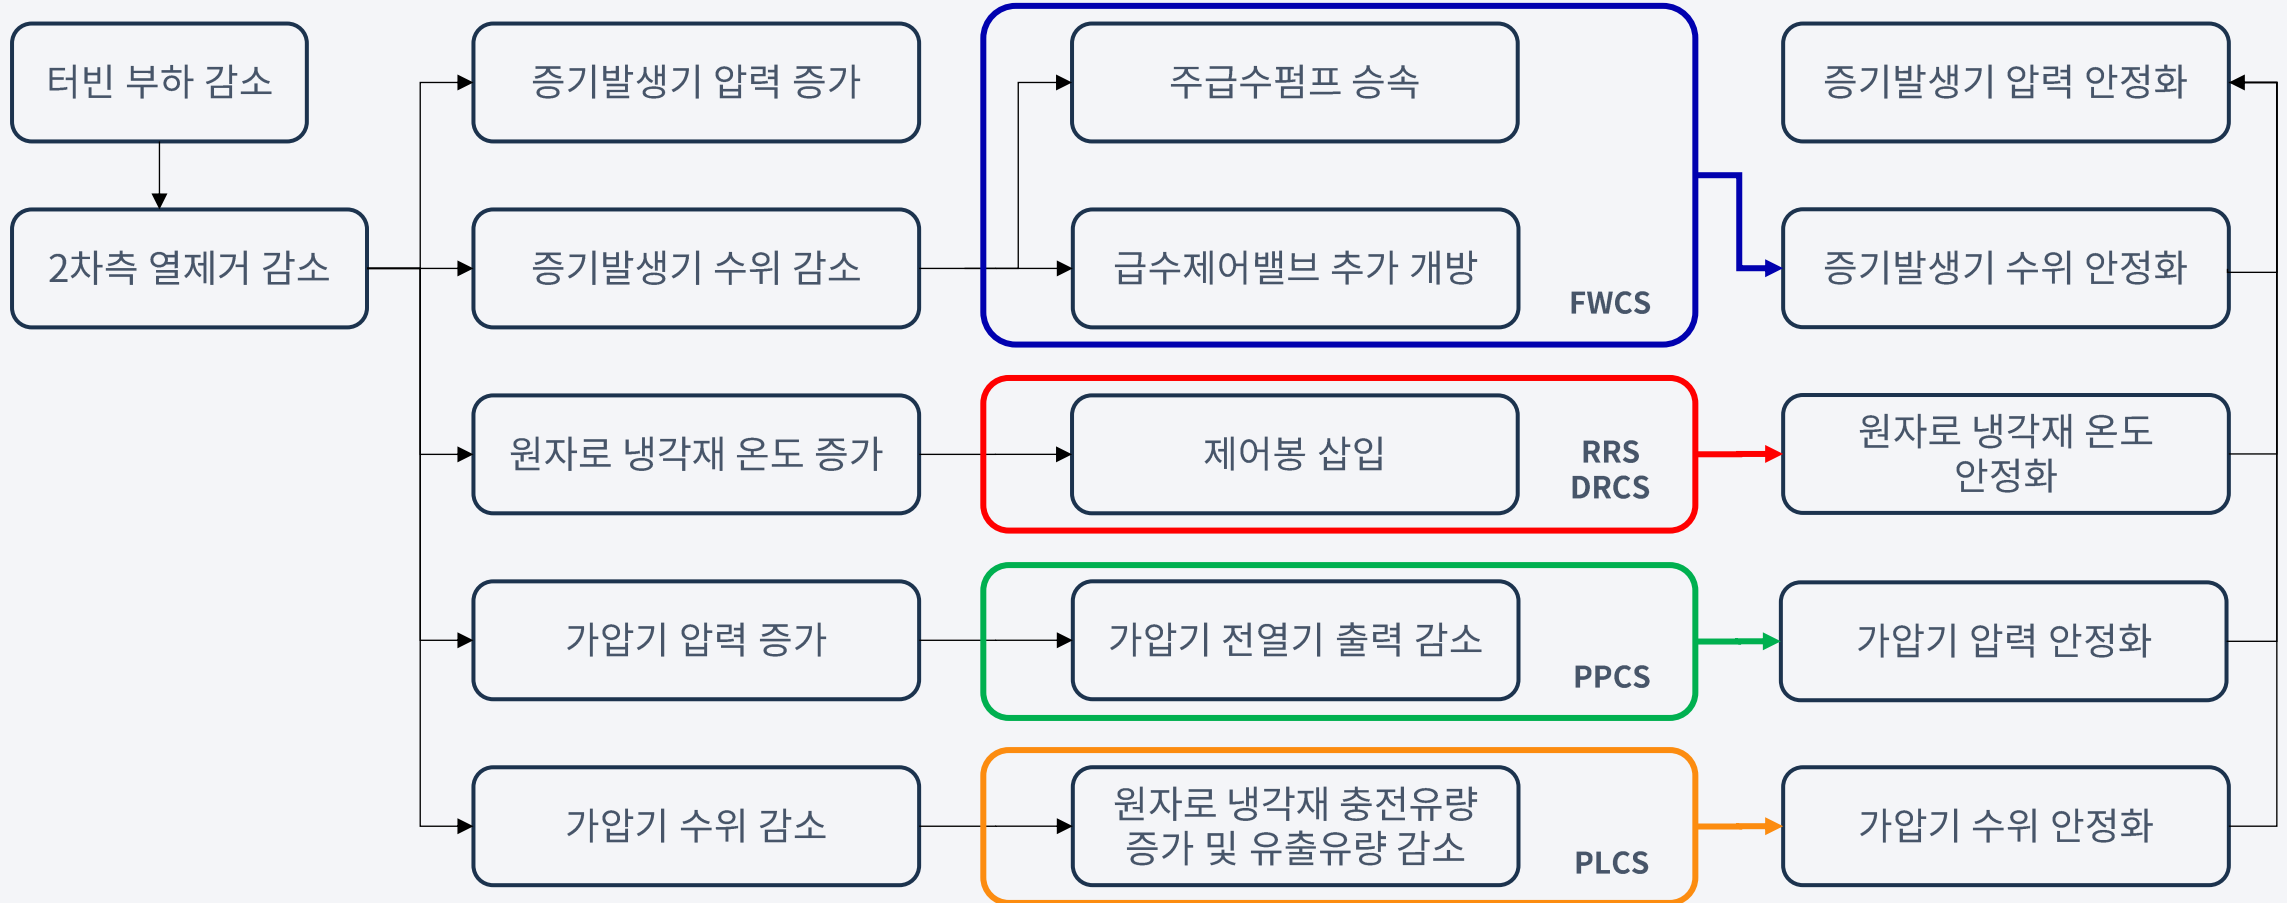 터빈 부하 감소
증기발생기 압력 증가
주급수펌프 승속
증기발생기 압력 안정화
2차측 열제거 감소
증기발생기 수위 감소
급수제어밸브 추가 개방
FWCS
증기발생기 수위 안정화
원자로 냉각재 온도 증가
제어봉 삽입
RRS
DRCS
원자로 냉각재 온도
안정화
가압기 압력 증가
가압기 전열기 출력 감소
PPCS
가압기 압력 안정화
가압기 수위 감소
원자로 냉각재 충전유량
증가 및 유출유량 감소
PLCS
가압기 수위 안정화